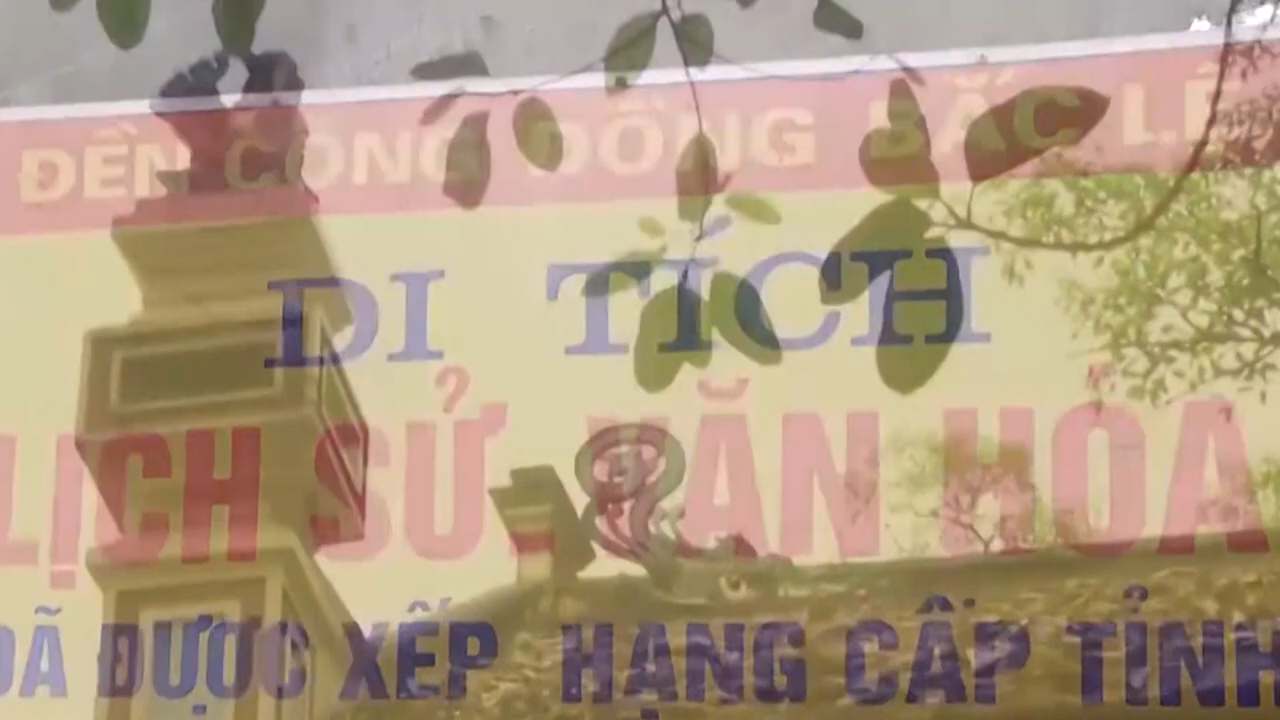 ĐỀN CÔNG ĐỒNG BẮC LỆ
DI TÍCH
LỊCH SỬ VĂN HÓA
ĐÃ ĐƯỢC XẾP HẠNG CẤP TỈNH